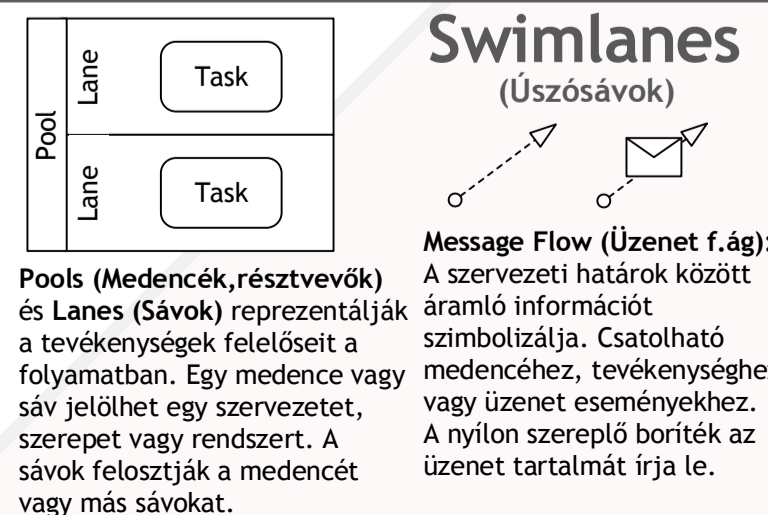 Swimlanes
(Úszósávok)
Pool
Lane
Task
Lane
Task
Pools (Medencék,résztvevők)
és Lanes (Sávok) reprezentálják
a tevékenységek felelőseit a
folyamatban. Egy medence vagy
sáv jelölhet egy szervezetet,
szerepet vagy rendszert. A
sávok felosztják a medencét
vagy más sávokat.
Message Flow (Üzenet f.ág):
A szervezeti határok között
áramló információt
szimbolizálja. Csatolható
medencéhez, tevékenységhez
vagy üzenet eseményekhez.
A nyílon szereplő boríték az
üzenet tartalmát írja le.